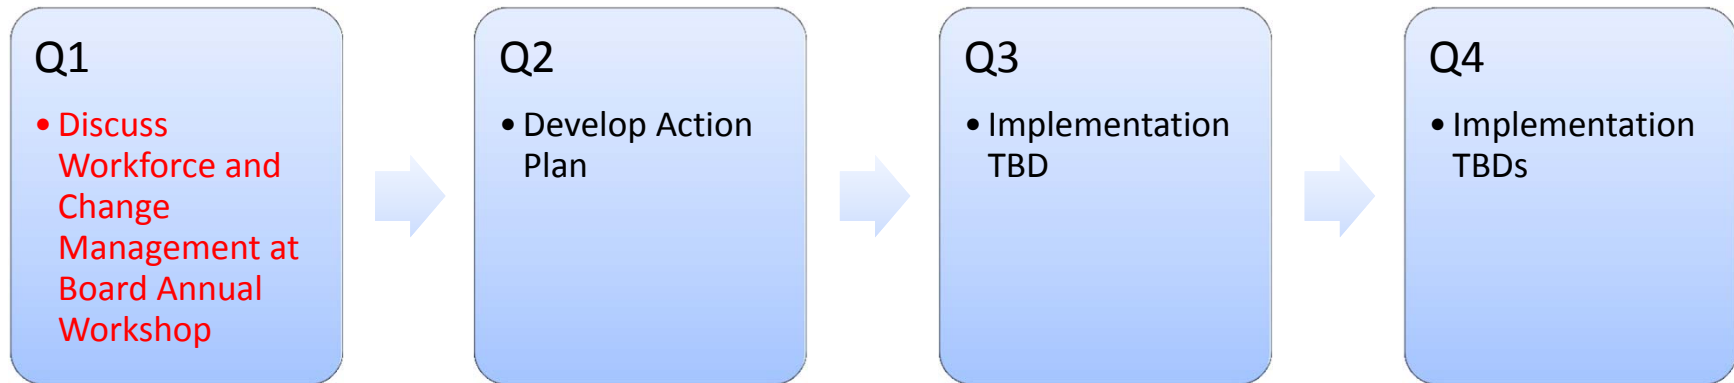 Q1
• Discuss
Workforce and
Change
Management at
Board Annual
Workshop
Q2
• Develop Action
Plan
Q3
• Implementation
TBD
Q4
• Implementation
TBDs